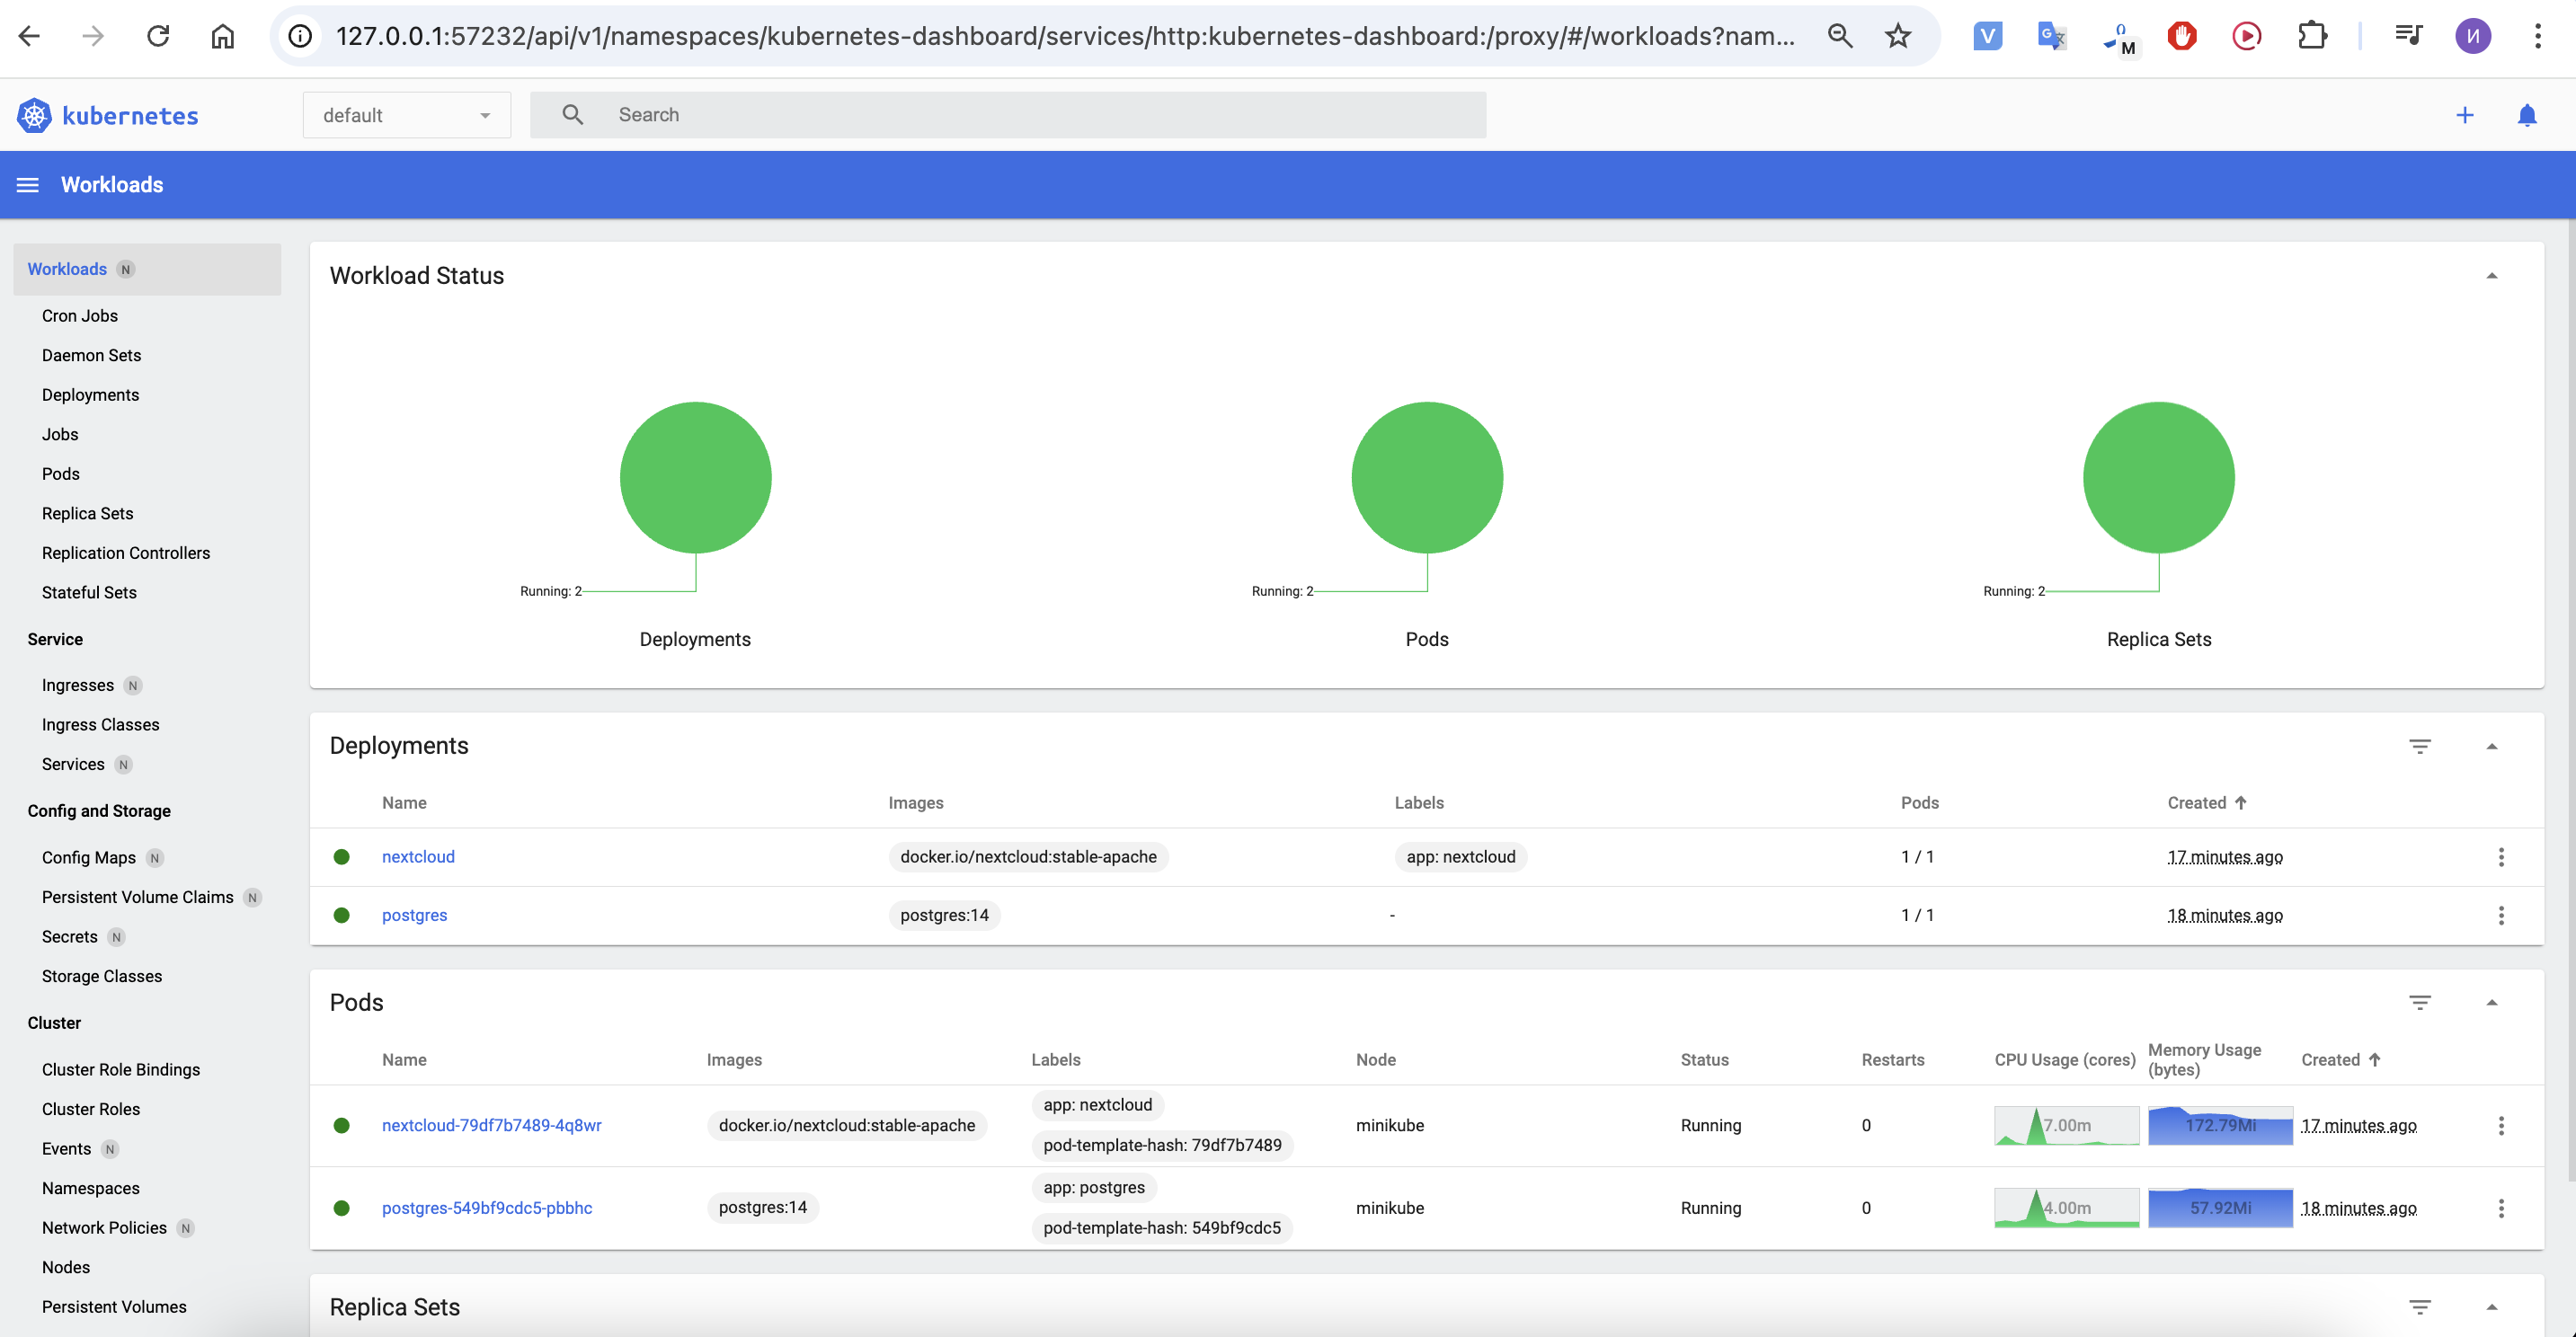 127.0.0.1:57232/api/v1/namespaces/kubernetes-dashboard/services/http:kubernetes-dashboard:/proxy/#/workloads?nam...
V
G
0
M
И
kubernetes
default
Search
Workloads
Workloads N
Cron Jobs
Daemon Sets
Deployments
Jobs
Pods
Replica Sets
Replication Controllers
Stateful Sets
Service
Ingresses N
Ingress Classes
Services N
Config and Storage
Config Maps N
Persistent Volume Claims N
Secrets N
Storage Classes
Cluster
Cluster Role Bindings
Cluster Roles
Events N
Namespaces
Network Policies N
Nodes
Persistent Volumes
Workload Status
Running: 2
Deployments
Running: 2
Pods
Running: 2
Replica Sets
Deployments
Name Images Labels Pods Created
nextcloud docker.io/nextcloud:stable-apache app: nextcloud 1 / 1 17 minutes ago
postgres postgres:14 - 1 / 1 18 minutes ago
Pods
Name Images Labels Node Status Restarts CPU Usage (cores) Memory Usage (bytes) Created
nextcloud-79df7b7489-4q8wr docker.io/nextcloud:stable-apache app: nextcloud pod-template-hash: 79df7b7489 minikube Running 0 7.00m 172.79Mi 17 minutes ago
postgres-549bf9cdc5-pbbhc postgres:14 app: postgres pod-template-hash: 549bf9cdc5 minikube Running 0 4.00m 57.92Mi 18 minutes ago
Replica Sets